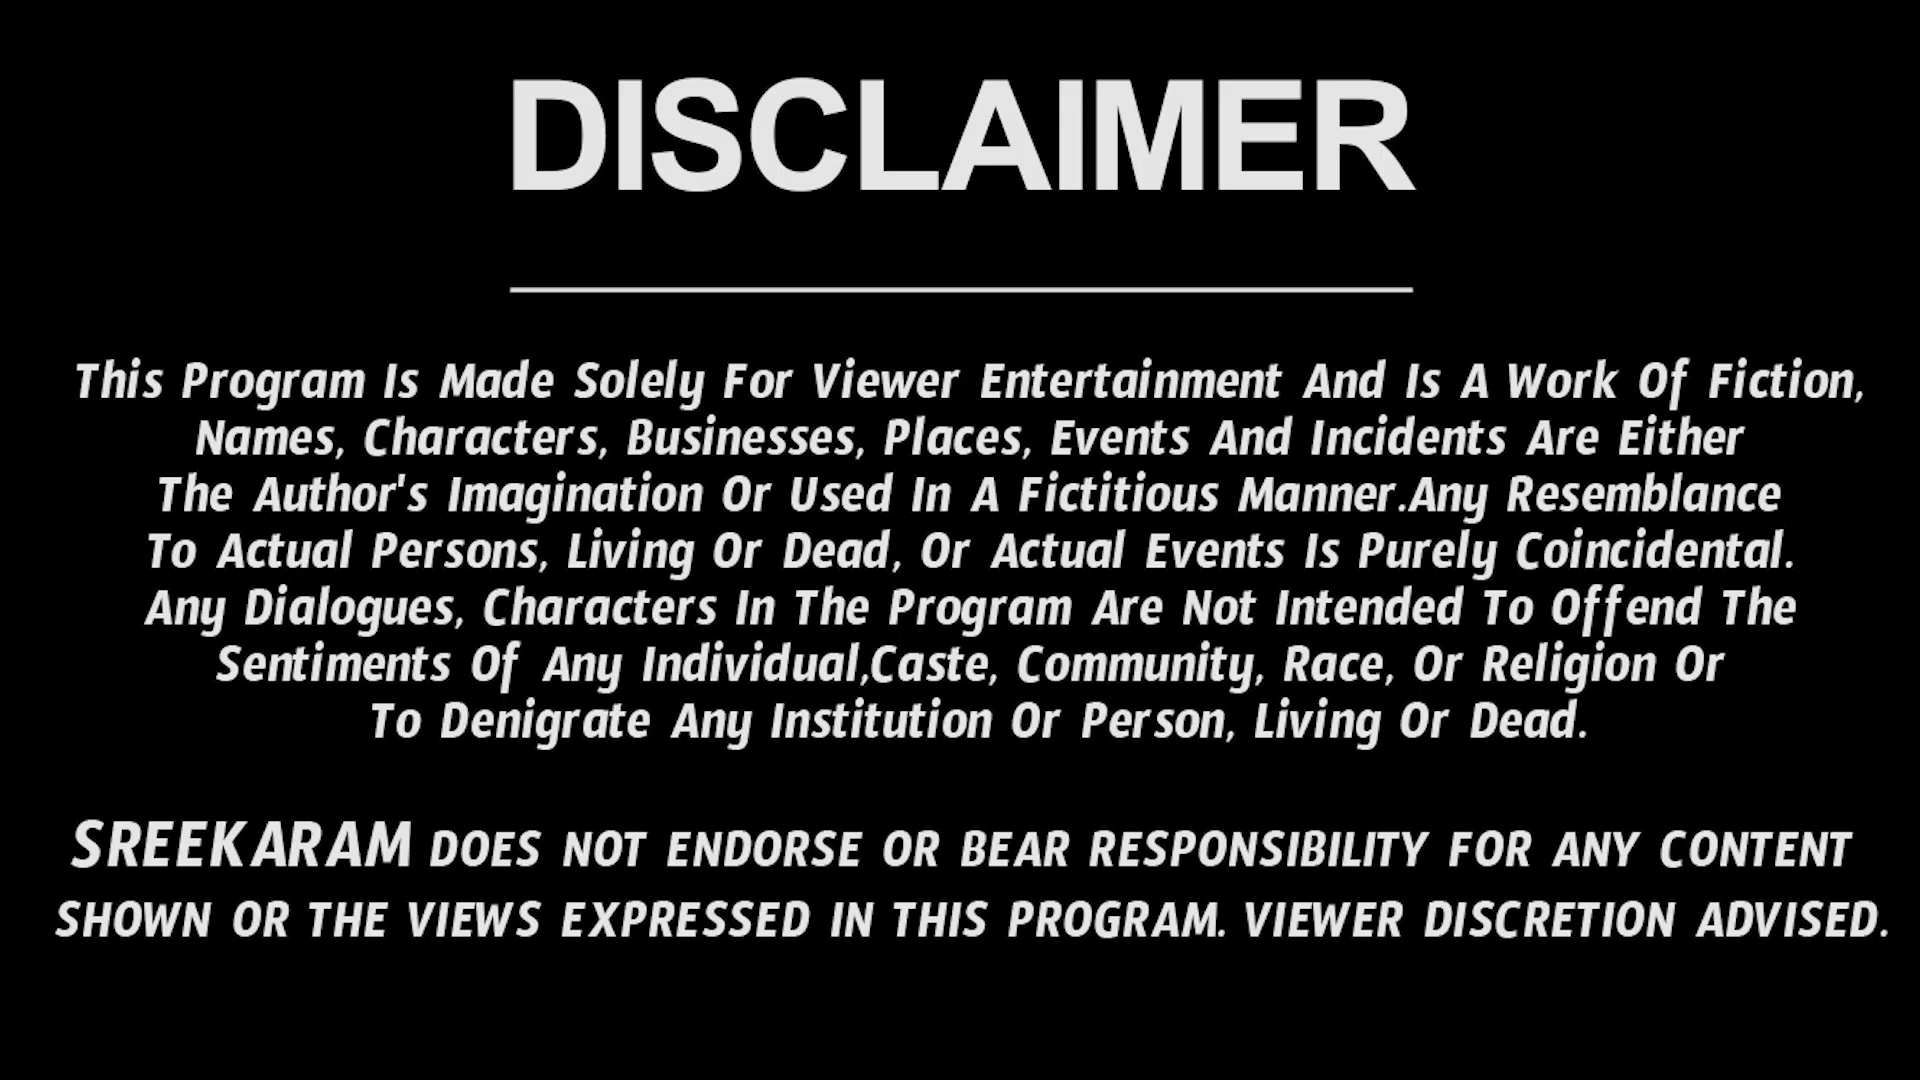 DISCLAIMER
This Program Is Made Solely For Viewer Entertainment And Is A Work Of Fiction,
Names, Characters, Businesses, Places, Events And Incidents Are Either
The Author's Imagination Or Used In A Fictitious Manner.Any Resemblance
To Actual Persons, Living Or Dead, Or Actual Events Is Purely Coincidental.
Any Dialogues, Characters In The Program Are Not Intended To Offend The
Sentiments Of Any Individual,Caste, Community, Race, Or Religion Or
To Denigrate Any Institution Or Person, Living Or Dead.
SREEKARAM DOES NOT ENDORSE OR BEAR RESPONSIBILITY FOR ANY CONTENT
SHOWN OR THE VIEWS EXPRESSED IN THIS PROGRAM. VIEWER DISCRETION ADVISED.